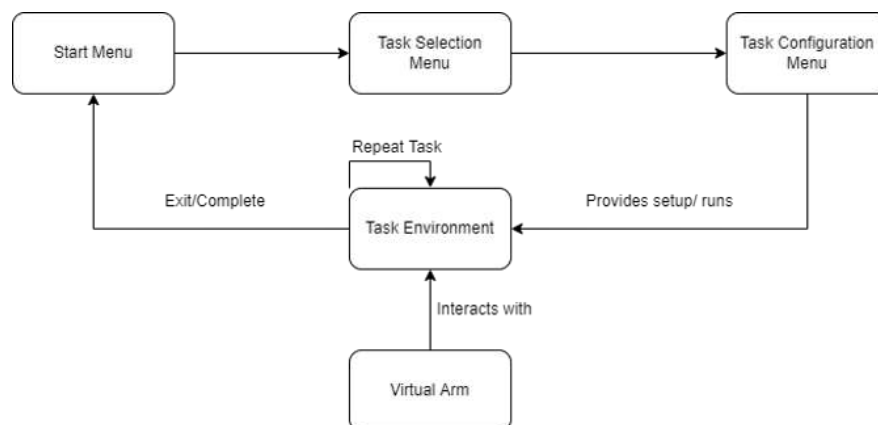 Start Menu
Task Selection
Menu
Task Configuration
Menu
Repeat Task
Exit/Complete
Provides setup/ runs
Task Environment
Interacts with
Virtual Arm